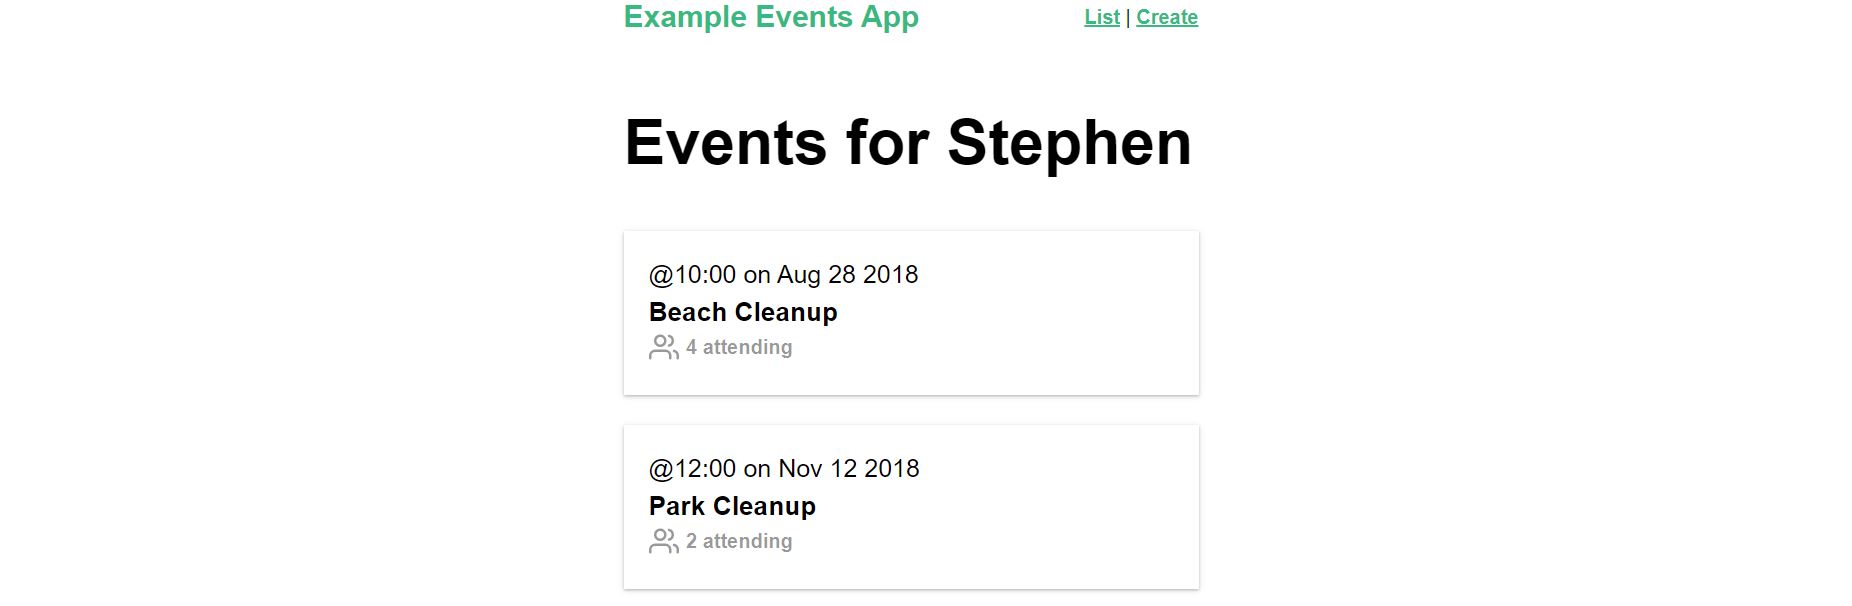 Example Events App
List | Create
Events for Stephen
@10:00 on Aug 28 2018
Beach Cleanup
4 attending
@12:00 on Nov 12 2018
Park Cleanup
2 attending